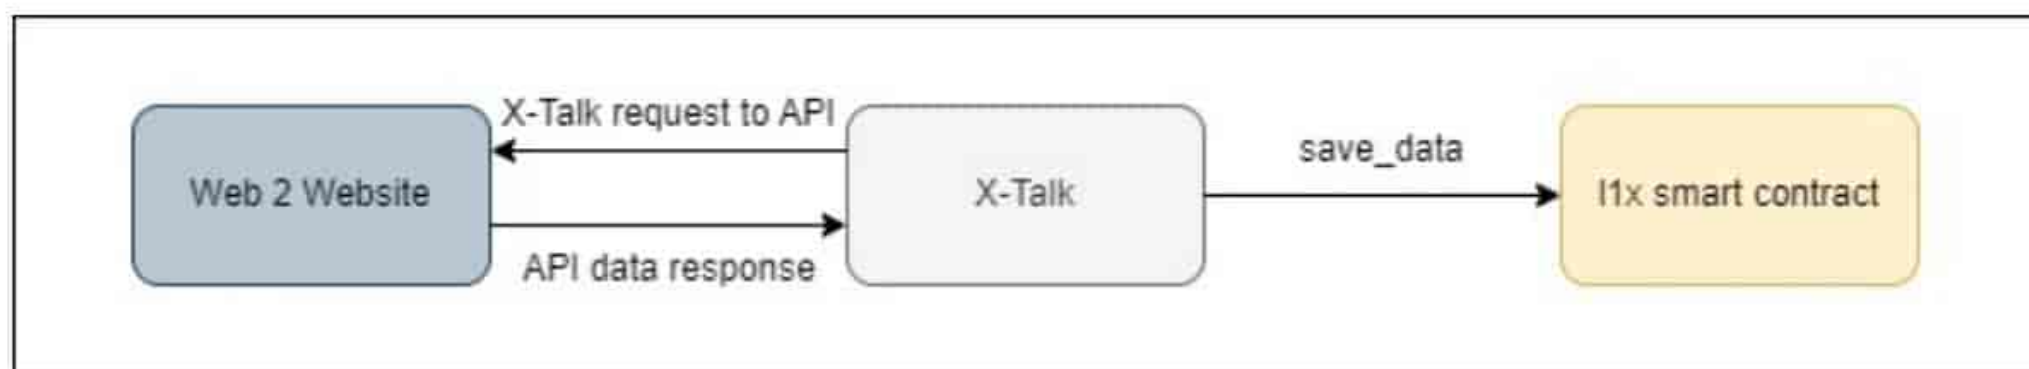 X-Talk request to API
save_data
Web 2 Website
X-Talk
l1x smart contract
API data response